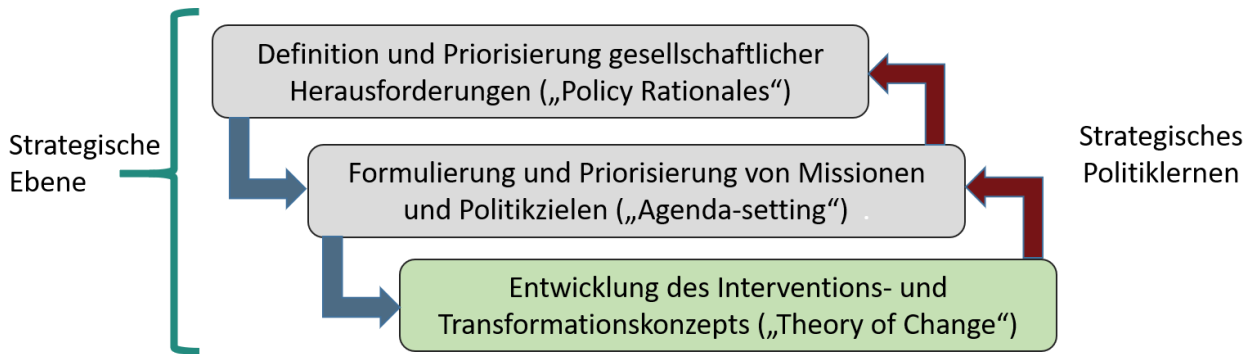 Definition und Priorisierung gesellschaftlicher
Herausforderungen („Policy Rationales“)
Strategische
Ebene
Formulierung und Priorisierung von Missionen
und Politikzielen („Agenda-setting“)
Strategisches
Politiklernen
Entwicklung des Interventions- und
Transformationskonzepts („Theory of Change“)